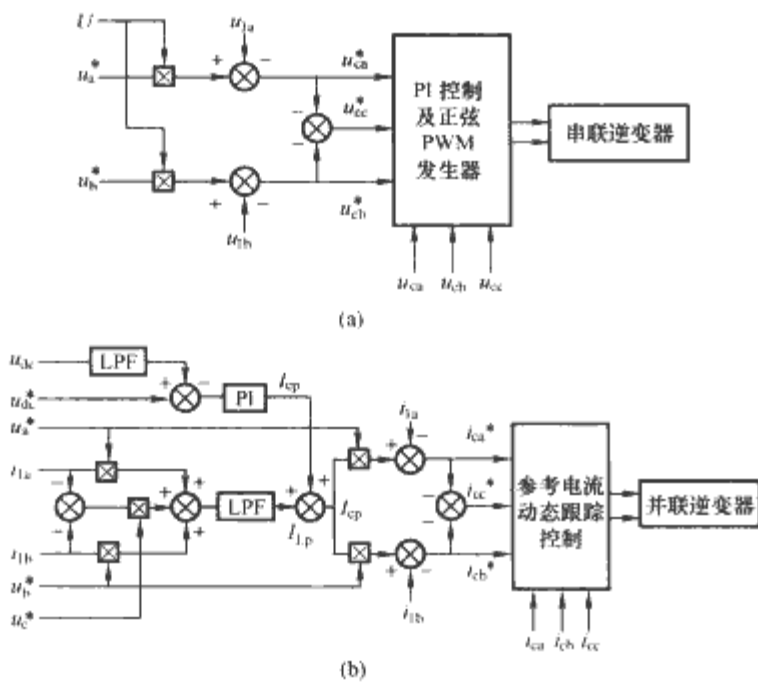 U
u_a^*
u_1a
+
−
u_ca^*
u_cc^*
−
−
u_b^*
+
−
u_1b
u_cb^*
PI 控制
及正弦
PWM
发生器
串联逆变器
u_ca u_cb u_cc
(a)
u_dc
LPF
+
−
u_dc^*
PI
I_cp
u_a^*
i_1a
i_1b
u_b^*
u_c^*
−
−
+
+
+
LPF
I_Lp
+
+
I_cp
+
−
i_1a
i_ca^*
i_cc^*
−
−
i_cb^*
+
−
i_1b
参考电流
动态跟踪
控制
并联逆变器
i_ca i_cb i_cc
(b)